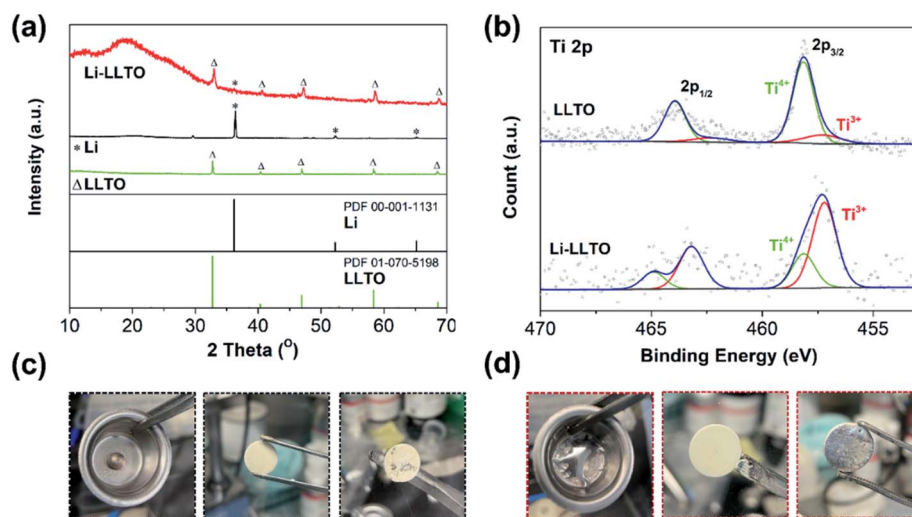 (a)
Intensity (a.u.)
Li-LLTO
Δ
*
Δ
Δ
Δ
Δ
*
*
*
* Li
Δ
Δ
Δ
Δ
Δ
Δ LLTO
PDF 00-001-1131
Li
PDF 01-070-5198
LLTO
10 20 30 40 50 60 70
2 Theta (O)
(b)
Count (a.u.)
Ti 2p
2p3/2
2p1/2
Ti4+
LLTO
Ti3+
Ti3+
Ti4+
Li-LLTO
470 465 460 455
Binding Energy (eV)
(c)
(d)